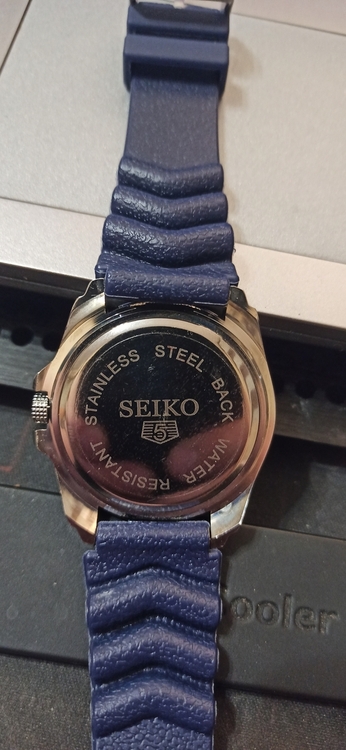 STAINLESS STEEL BACK
SEIKO
5
WATER RESISTANT
ooler